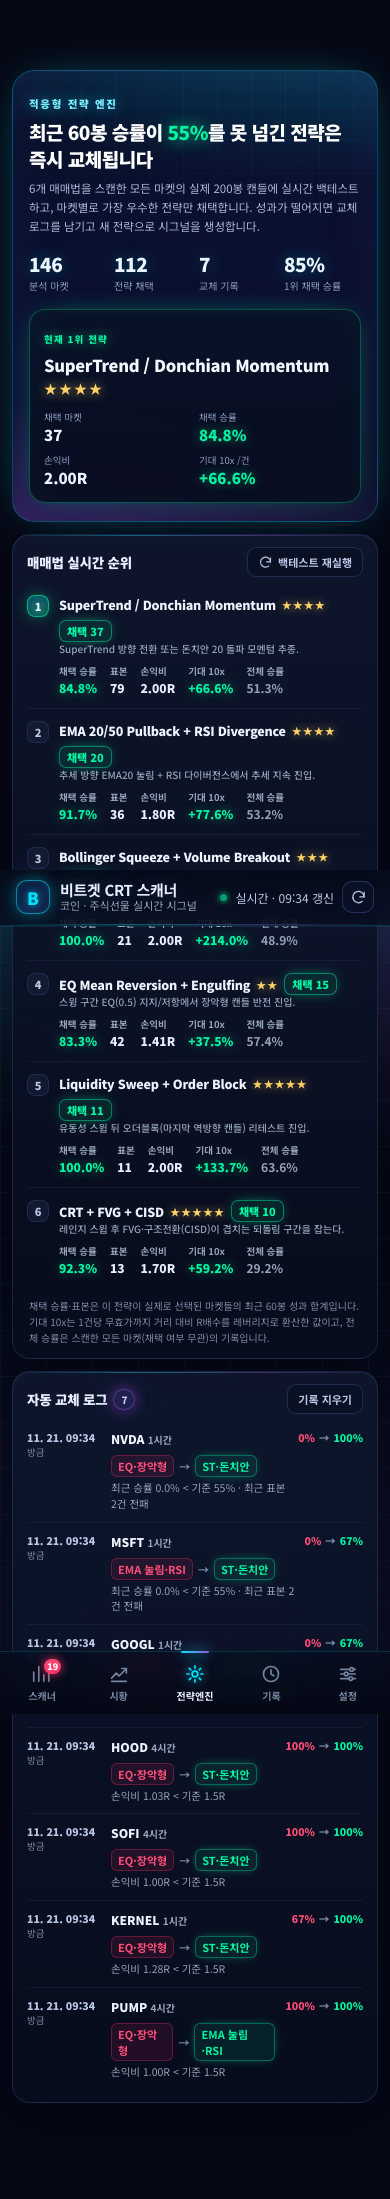 적응형 전략 엔진
최근 60봉 승률이 55%를 못 넘긴 전략은
즉시 교체됩니다
6개 매매법을 스캔한 모든 마켓의 실제 200봉 캔들에 실시간 백테스트
하고, 마켓별로 가장 우수한 전략만 채택합니다. 성과가 떨어지면 교체
로그를 남기고 새 전략으로 시그널을 생성합니다.
146 112 7 85%
분석 마켓 전략 채택 교체 기록 1위 채택 승률
현재 1위 전략
SuperTrend / Donchian Momentum
★★★★
채택 마켓 채택 승률
37 84.8%
손익비 기대 10x /건
2.00R +66.6%
매매법 실시간 순위 백테스트 재실행
1 SuperTrend / Donchian Momentum ★★★★
채택 37
SuperTrend 방향 전환 또는 돈치안 20 돌파 모멘텀 추종.
채택 승률 표본 손익비 기대 10x 전체 승률
84.8% 79 2.00R +66.6% 51.3%
2 EMA 20/50 Pullback + RSI Divergence ★★★★
채택 20
추세 방향 EMA20 눌림 + RSI 다이버전스에서 추세 지속 진입.
채택 승률 표본 손익비 기대 10x 전체 승률
91.7% 36 1.80R +77.6% 53.2%
3 Bollinger Squeeze + Volume Breakout ★★★
B 비트겟 CRT 스캐너 실시간 · 09:34 갱신
코인 · 주식선물 실시간 시그널
100.0% 21 2.00R +214.0% 48.9%
4 EQ Mean Reversion + Engulfing ★★ 채택 15
스윙 구간 EQ(0.5) 지지/저항에서 장악형 캔들 반전 진입.
채택 승률 표본 손익비 기대 10x 전체 승률
83.3% 42 1.41R +37.5% 57.4%
5 Liquidity Sweep + Order Block ★★★★★
채택 11
유동성 스윕 뒤 오더블록(마지막 역방향 캔들) 리테스트 진입.
채택 승률 표본 손익비 기대 10x 전체 승률
100.0% 11 2.00R +133.7% 63.6%
6 CRT + FVG + CISD ★★★★★ 채택 10
레인지 스윕 후 FVG·구조전환(CISD)이 겹치는 되돌림 구간을 잡는다.
채택 승률 표본 손익비 기대 10x 전체 승률
92.3% 13 1.70R +59.2% 29.2%
채택 승률·표본은 이 전략이 실제로 선택된 마켓들의 최근 60봉 성과 합계입니다.
기대 10x는 1건당 무효가까지 거리 대비 R배수를 레버리지로 환산한 값이고, 전
체 승률은 스캔한 모든 마켓(채택 여부 무관)의 기록입니다.
자동 교체 로그 7 기록 지우기
11. 21. 09:34 NVDA 1시간 0% → 100%
방금 EQ·장악형 → ST·돈치안
최근 승률 0.0% < 기준 55% · 최근 표본
2건 전패
11. 21. 09:34 MSFT 1시간 0% → 67%
방금 EMA 눌림·RSI → ST·돈치안
최근 승률 0.0% < 기준 55% · 최근 표본 2
건 전패
11. 21. 09:34 GOOGL 1시간 0% → 67%
19
스캐너 시황 전략엔진 기록 설정
11. 21. 09:34 HOOD 4시간 100% → 100%
방금 EQ·장악형 → ST·돈치안
손익비 1.03R < 기준 1.5R
11. 21. 09:34 SOFI 4시간 100% → 100%
방금 EQ·장악형 → ST·돈치안
손익비 1.00R < 기준 1.5R
11. 21. 09:34 KERNEL 1시간 67% → 100%
방금 EQ·장악형 → ST·돈치안
손익비 1.28R < 기준 1.5R
11. 21. 09:34 PUMP 4시간 100% → 100%
방금 EQ·장악 → EMA 눌림
형 ·RSI
손익비 1.00R < 기준 1.5R